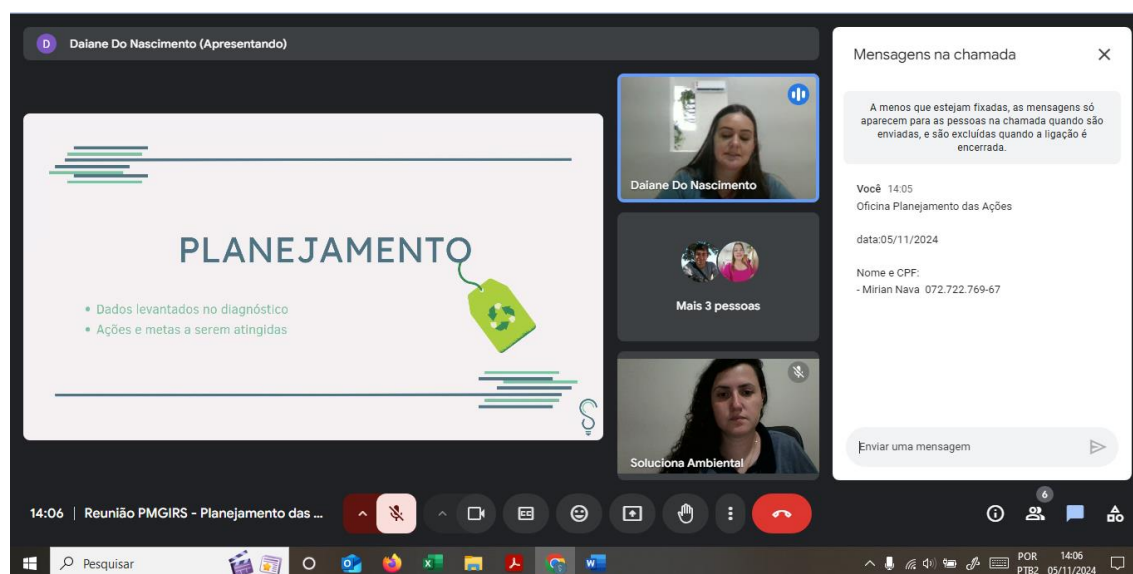 D Daiane Do Nascimento (Apresentando)
PLANEJAMENTO
• Dados levantados no diagnóstico
• Ações e metas a serem atingidas
Daiane Do Nascimento
Mais 3 pessoas
Soluciona Ambiental
Mensagens na chamada
A menos que estejam fixadas, as mensagens só
aparecem para as pessoas na chamada quando são
enviadas, e são excluídas quando a ligação é
encerrada.
Você 14:05
Oficina Planejamento das Ações
data:05/11/2024
Nome e CPF:
- Mirian Nava 072.722.769-67
Enviar uma mensagem
14:06 | Reunião PMGIRS - Planejamento das ...
CC
6
Pesquisar
POR 14:06
PTB2 05/11/2024